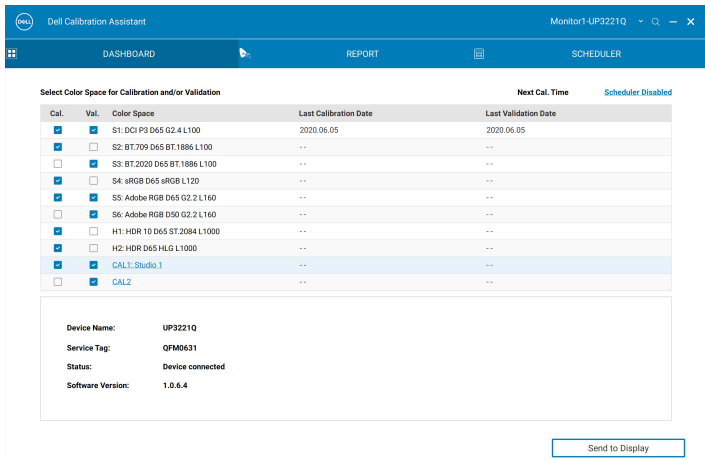 DELL Dell Calibration Assistant Monitor1-UP3221Q
DASHBOARD REPORT SCHEDULER
Select Color Space for Calibration and/or Validation Next Cal. Time Scheduler Disabled
Cal. Val. Color Space Last Calibration Date Last Validation Date
S1: DCI P3 D65 G2.4 L100 2020.06.05 2020.06.05
S2: BT.709 D65 BT.1886 L100 -- --
S3: BT.2020 D65 BT.1886 L100 -- --
S4: sRGB D65 sRGB L120 -- --
S5: Adobe RGB D65 G2.2 L160 -- --
S6: Adobe RGB D50 G2.2 L160 -- --
H1: HDR 10 D65 ST.2084 L1000 -- --
H2: HDR D65 HLG L1000 -- --
CAL1: Studio 1 -- --
CAL2 -- --
Device Name: UP3221Q
Service Tag: QFM0631
Status: Device connected
Software Version: 1.0.6.4
Send to Display